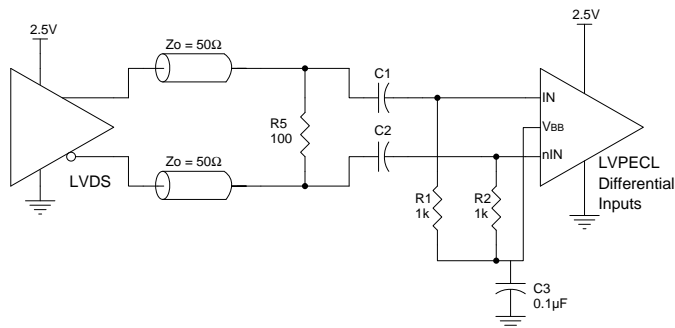 2.5V
2.5V
Zo = 50Ω
C1
IN
R5
100
VBB
C2
Zo = 50Ω
nIN
LVDS
LVPECL
Differential
Inputs
R1
1k
R2
1k
C3
0.1µF